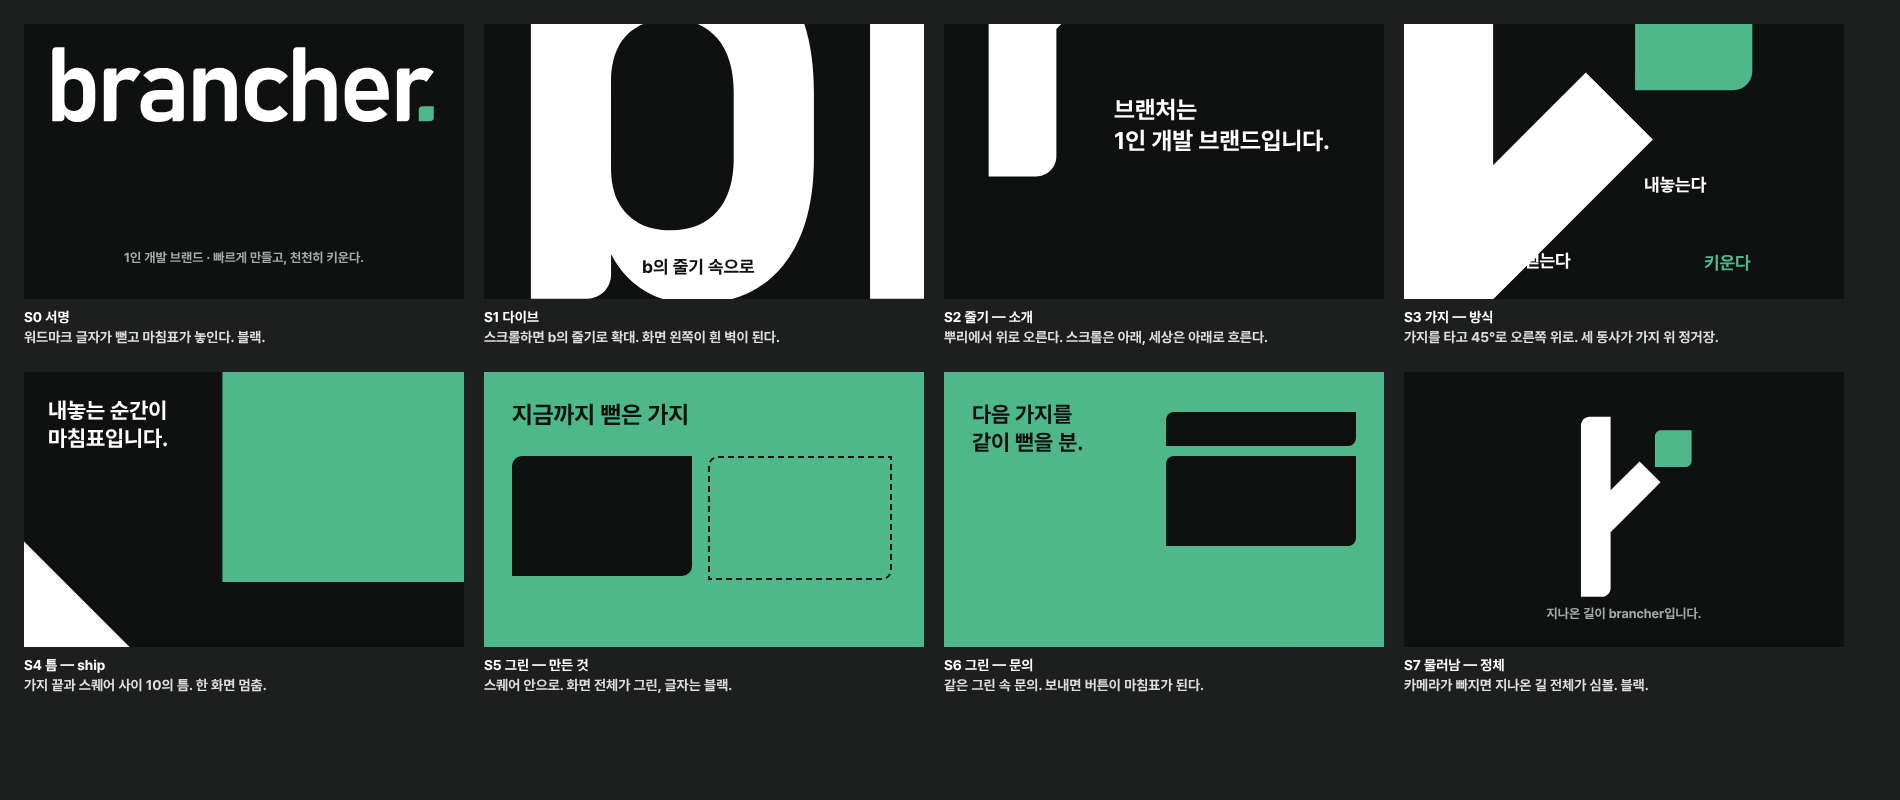 brancher.
1인 개발 브랜드 · 빠르게 만들고, 천천히 키운다.
S0 서명
워드마크 글자가 뻗고 마침표가 놓인다. 블랙.
b의 줄기 속으로
S1 다이브
스크롤하면 b의 줄기로 확대. 화면 왼쪽이 흰 벽이 된다.
브랜처는
1인 개발 브랜드입니다.
S2 줄기 — 소개
뿌리에서 위로 오른다. 스크롤은 아래, 세상은 아래로 흐른다.
내놓는다
는다
키운다
S3 가지 — 방식
가지를 타고 45°로 오른쪽 위로. 세 동사가 가지 위 정거장.
내놓는 순간이
마침표입니다.
S4 틈 — ship
가지 끝과 스퀘어 사이 10의 틈. 한 화면 멈춤.
지금까지 뻗은 가지
S5 그린 — 만든 것
스퀘어 안으로. 화면 전체가 그린, 글자는 블랙.
다음 가지를
같이 뻗을 분.
S6 그린 — 문의
같은 그린 속 문의. 보내면 버튼이 마침표가 된다.
지나온 길이 brancher입니다.
S7 물러남 — 정체
카메라가 빠지면 지나온 길 전체가 심볼. 블랙.